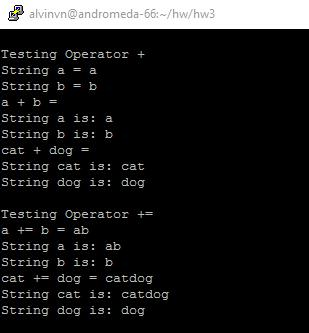 alvinvn@andromeda-66:~/hw/hw3
Testing Operator +
String a = a
String b = b
a + b =
String a is: a
String b is: b
cat + dog =
String cat is: cat
String dog is: dog
Testing Operator +=
a += b = ab
String a is: ab
String b is: b
cat += dog = catdog
String cat is: catdog
String dog is: dog